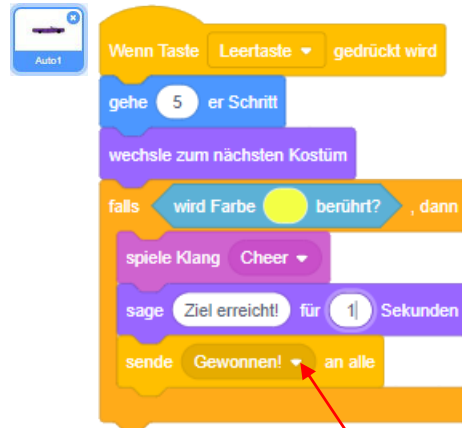 Auto1
Wenn Taste Leertaste gedrückt wird
gehe 5 er Schritt
wechsle zum nächsten Kostüm
falls wird Farbe berührt? , dann
spiele Klang Cheer
sage Ziel erreicht! für 1 Sekunden
sende Gewonnen! an alle